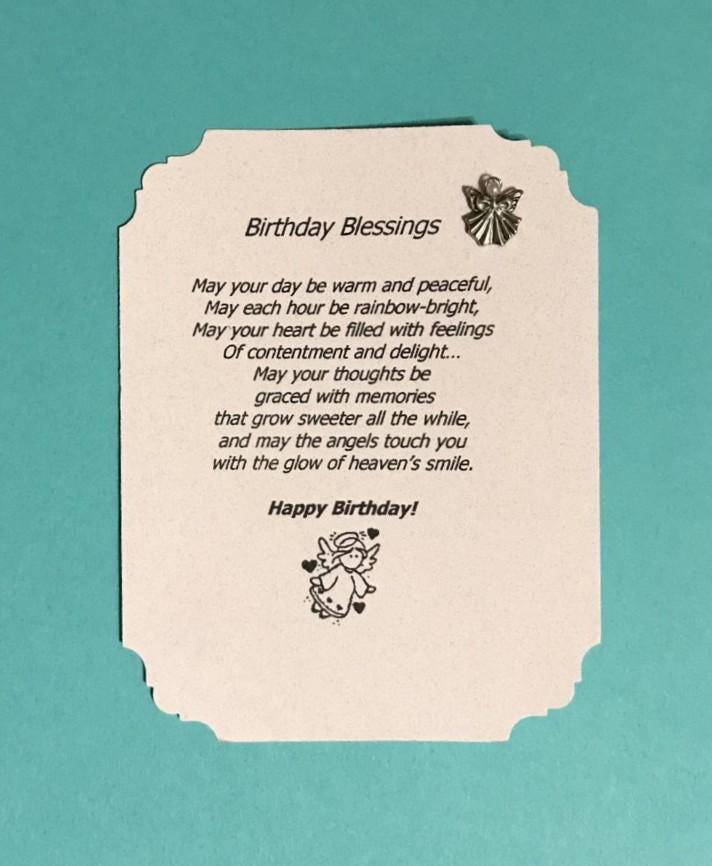 Birthday Blessings
May your day be warm and peaceful,
May each hour be rainbow-bright,
May your heart be filled with feelings
Of contentment and delight...
May your thoughts be
graced with memories
that grow sweeter all the while,
and may the angels touch you
with the glow of heaven's smile.
Happy Birthday!